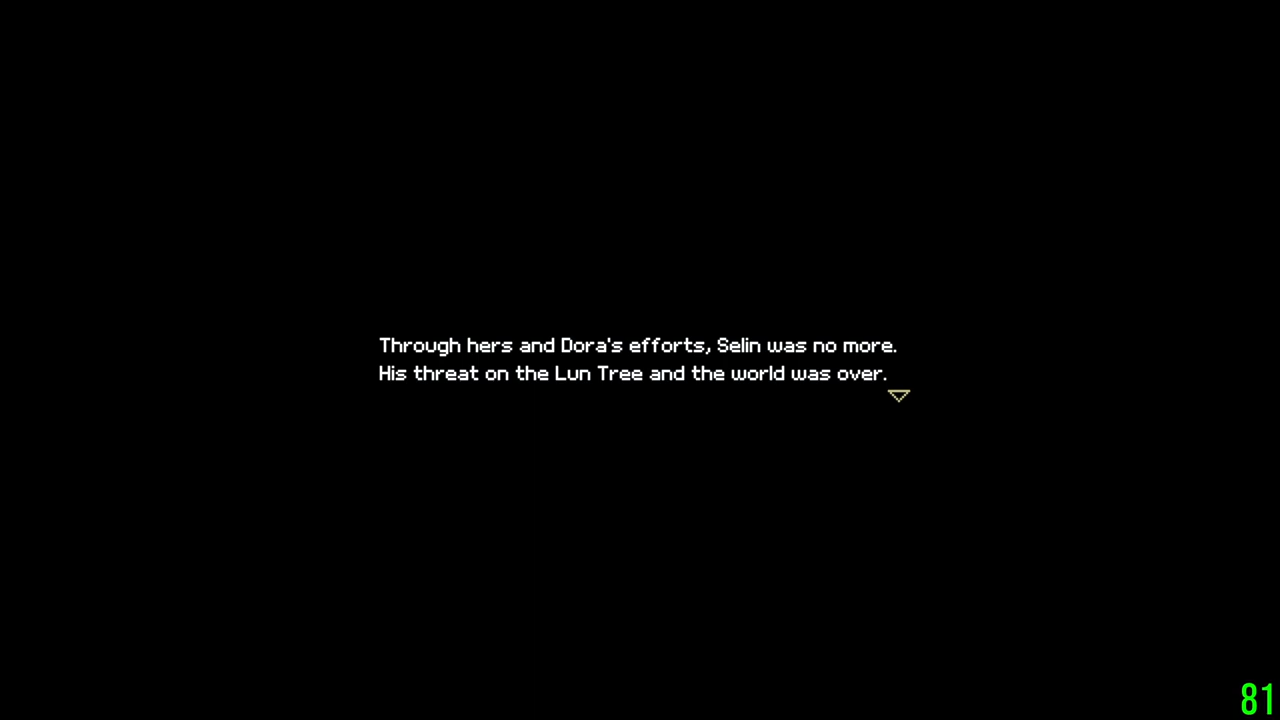 Through hers and Dora's efforts, Selin was no more.
His threat on the Lun Tree and the world was over.
81